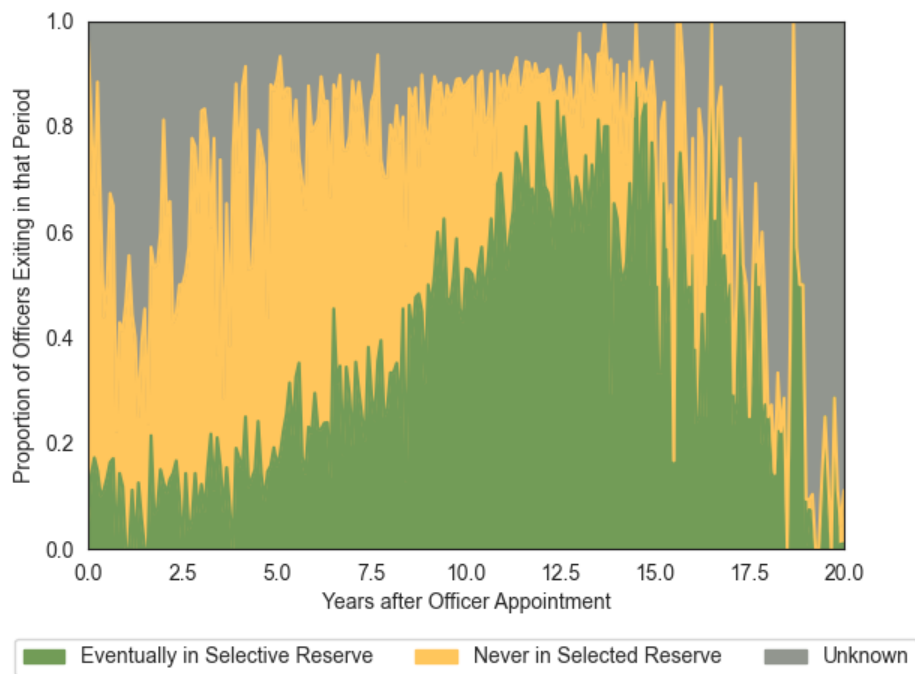 1.0
0.8
0.6
0.4
0.2
0.0
Proportion of Officers Exiting in that Period
0.0 2.5 5.0 7.5 10.0 12.5 15.0 17.5 20.0
Years after Officer Appointment
Eventually in Selective Reserve Never in Selected Reserve Unknown